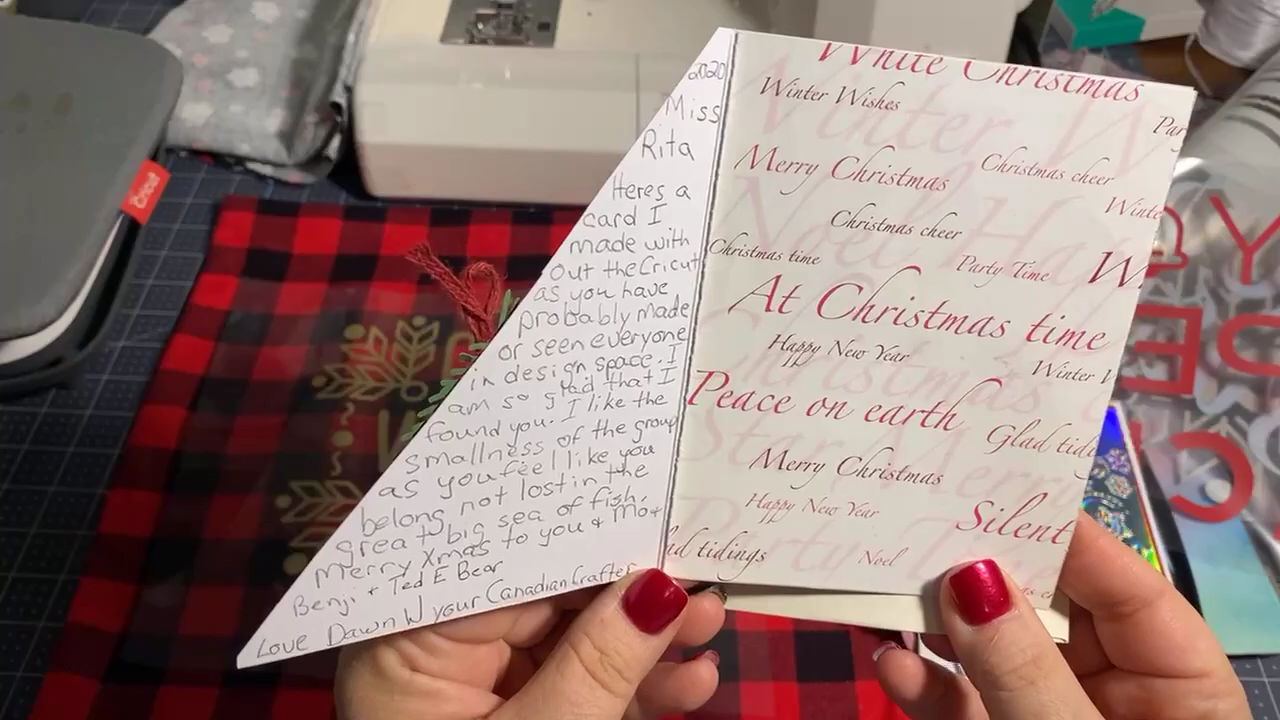 2020
Miss
Rita
Heres a
card I
made with
out the Cricut
as you have
probably made
or seen everyone
in design space. I
am so glad that I
found you. I like the
smallness of the group
as you feel like you
belong not lost in the
great big sea of fish.
Merry Xmas to you + Mo+
Benji + Ted E Bear
Love Dawn W your Canadian Crafter
White Christmas
Winter Wishes
Par
Merry Christmas
Christmas cheer
Winte
Christmas cheer
Christmas time
Party Time
W
At Christmas time
Happy New Year
Winter W
Peace on earth
Glad tidi
Merry Christmas
Happy New Year
Silent
ad tidings
Noel
Cricut